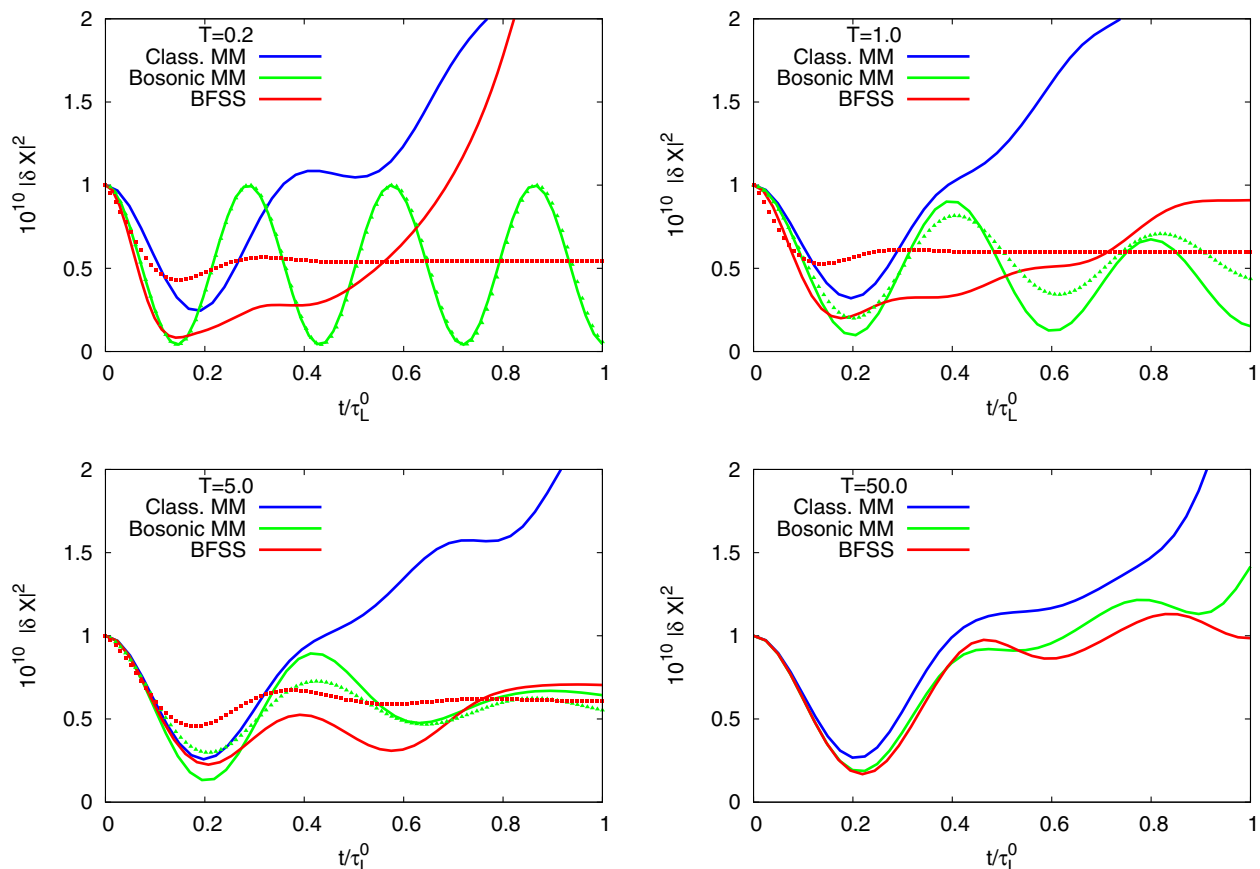 T=0.2
Class. MM
Bosonic MM
BFSS
10^10 |δ X|^2
2
1.5
1
0.5
0
0 0.2 0.4 0.6 0.8 1
t/τ_L^0
T=1.0
Class. MM
Bosonic MM
BFSS
10^10 |δ X|^2
2
1.5
1
0.5
0
0 0.2 0.4 0.6 0.8 1
t/τ_L^0
T=5.0
Class. MM
Bosonic MM
BFSS
10^10 |δ X|^2
2
1.5
1
0.5
0
0 0.2 0.4 0.6 0.8 1
t/τ_L^0
T=50.0
Class. MM
Bosonic MM
BFSS
10^10 |δ X|^2
2
1.5
1
0.5
0
0 0.2 0.4 0.6 0.8 1
t/τ_L^0